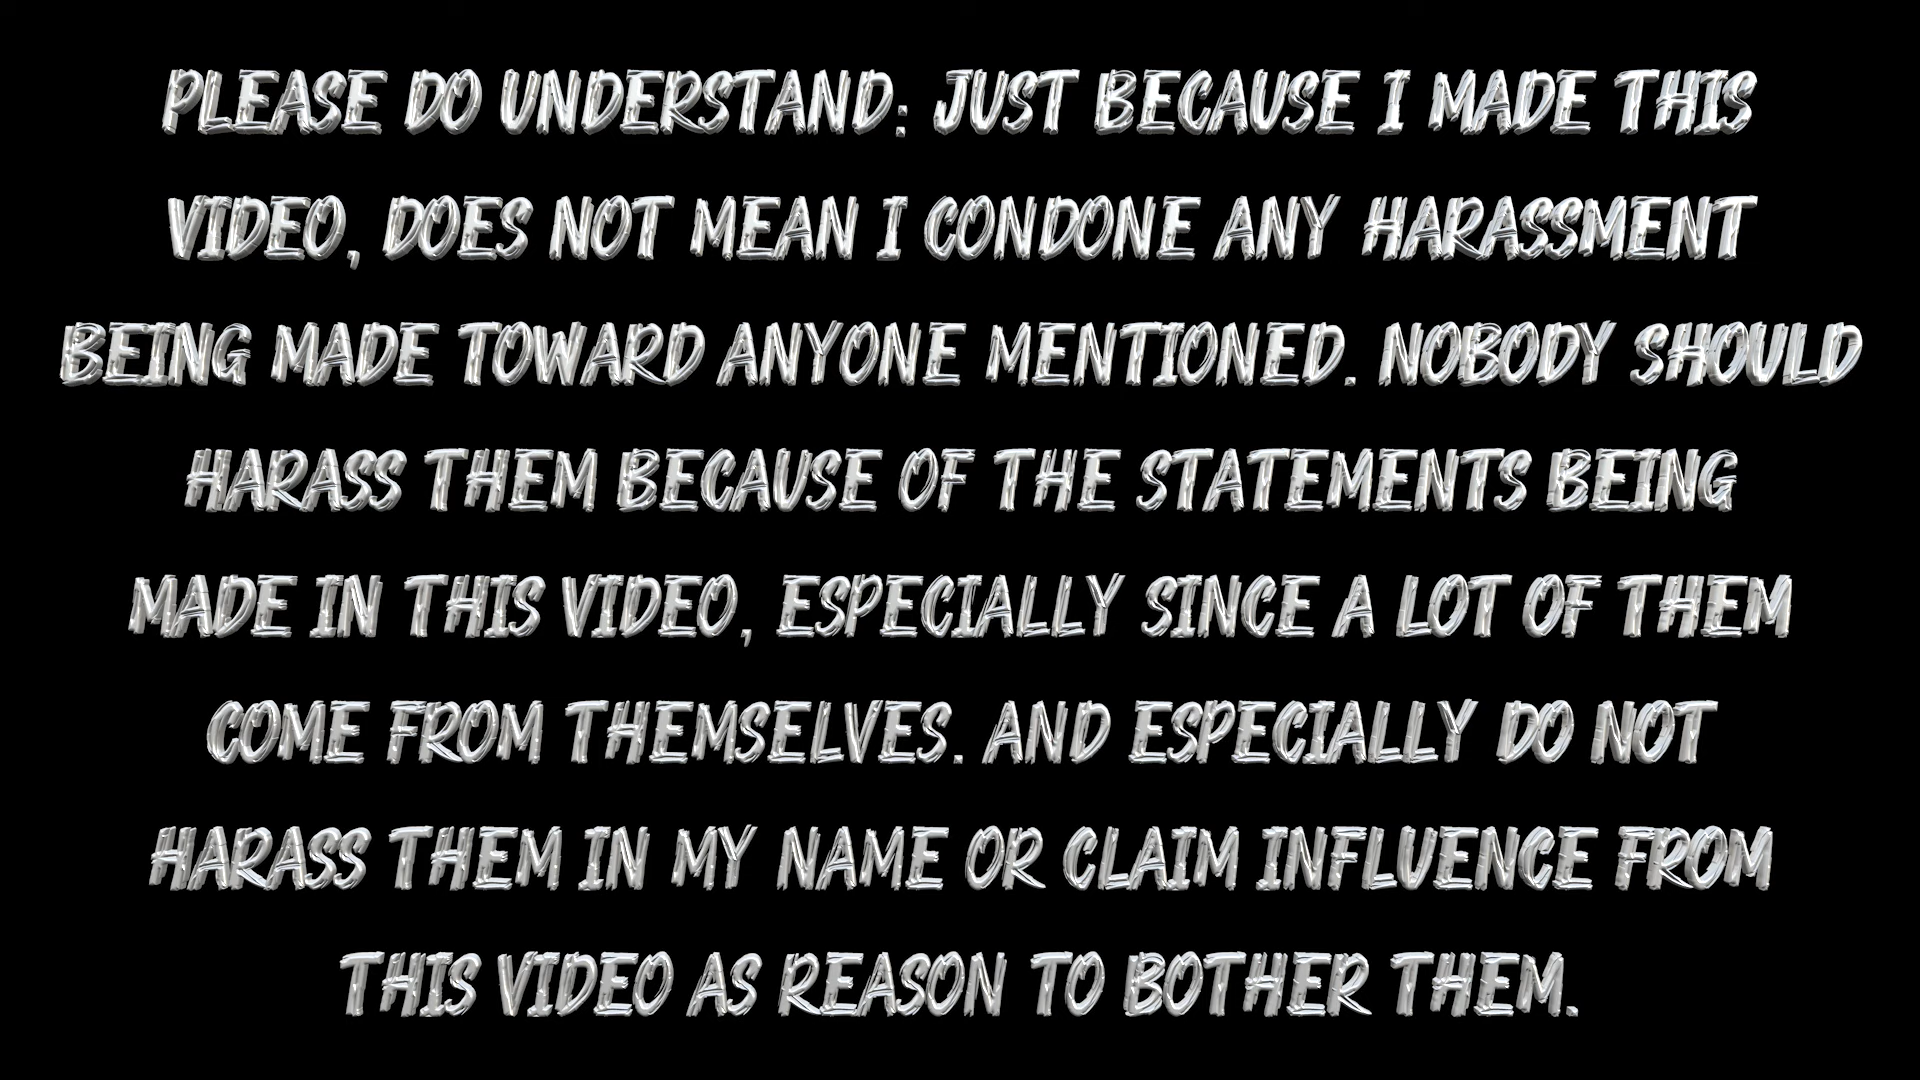 PLEASE DO UNDERSTAND: JUST BECAUSE I MADE THIS
VIDEO, DOES NOT MEAN I CONDONE ANY HARASSMENT
BEING MADE TOWARD ANYONE MENTIONED. NOBODY SHOULD
HARASS THEM BECAUSE OF THE STATEMENTS BEING
MADE IN THIS VIDEO, ESPECIALLY SINCE A LOT OF THEM
COME FROM THEMSELVES. AND ESPECIALLY DO NOT
HARASS THEM IN MY NAME OR CLAIM INFLUENCE FROM
THIS VIDEO AS REASON TO BOTHER THEM.